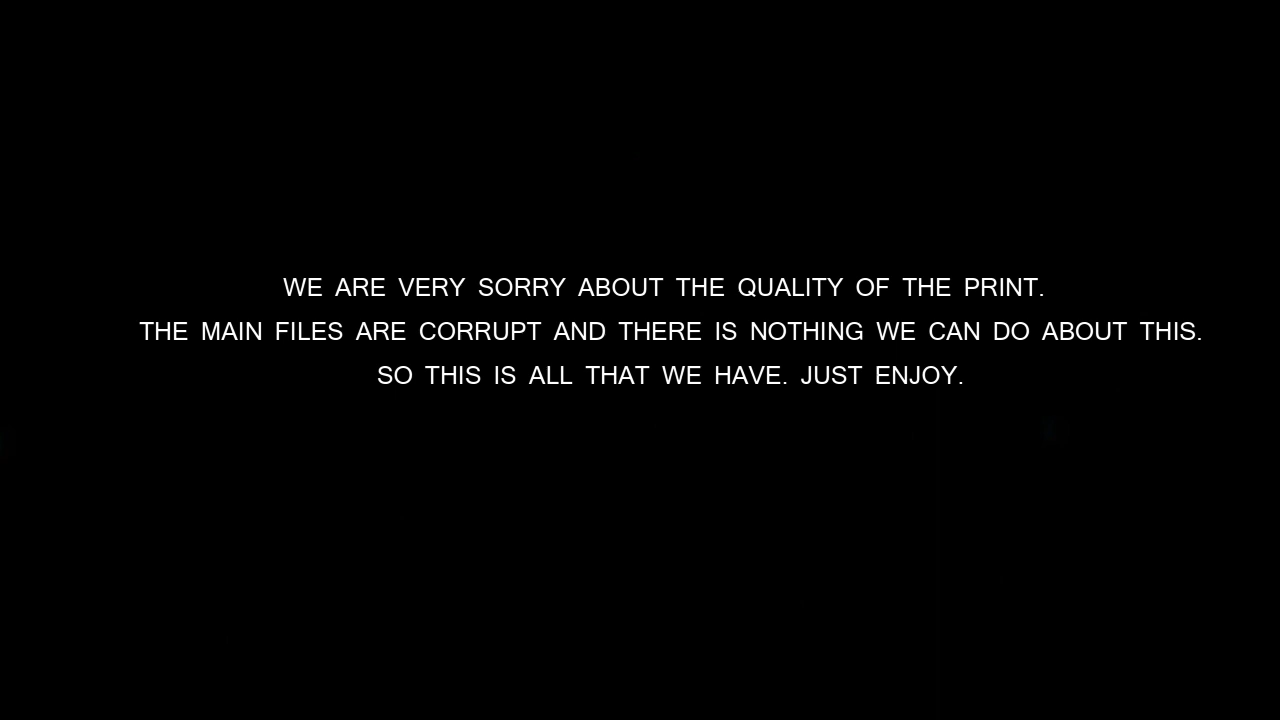 WE ARE VERY SORRY ABOUT THE QUALITY OF THE PRINT.
THE MAIN FILES ARE CORRUPT AND THERE IS NOTHING WE CAN DO ABOUT THIS.
SO THIS IS ALL THAT WE HAVE. JUST ENJOY.